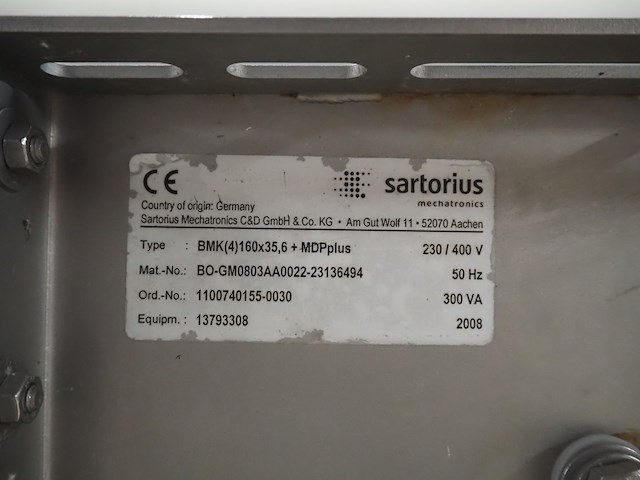 CE
sartorius
mechatronics
Country of origin: Germany
Sartorius Mechatronics C&D GmbH & Co. KG • Am Gut Wolf 11 • 52070 Aachen
Type : BMK(4)160x35,6 + MDPplus 230 / 400 V
Mat.-No.: BO-GM0803AA0022-23136494 50 Hz
Ord.-No.: 1100740155-0030 300 VA
Equipm. : 13793308 2008